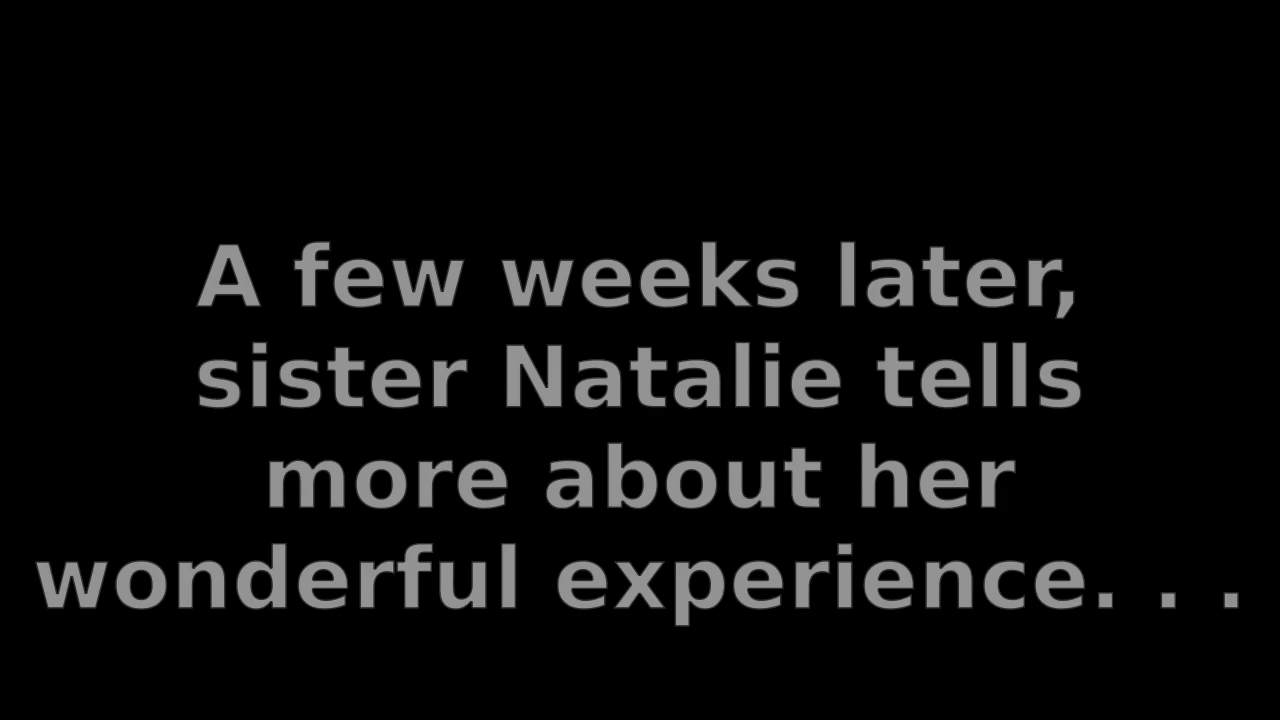 A few weeks later,
sister Natalie tells
more about her
wonderful experience. . .